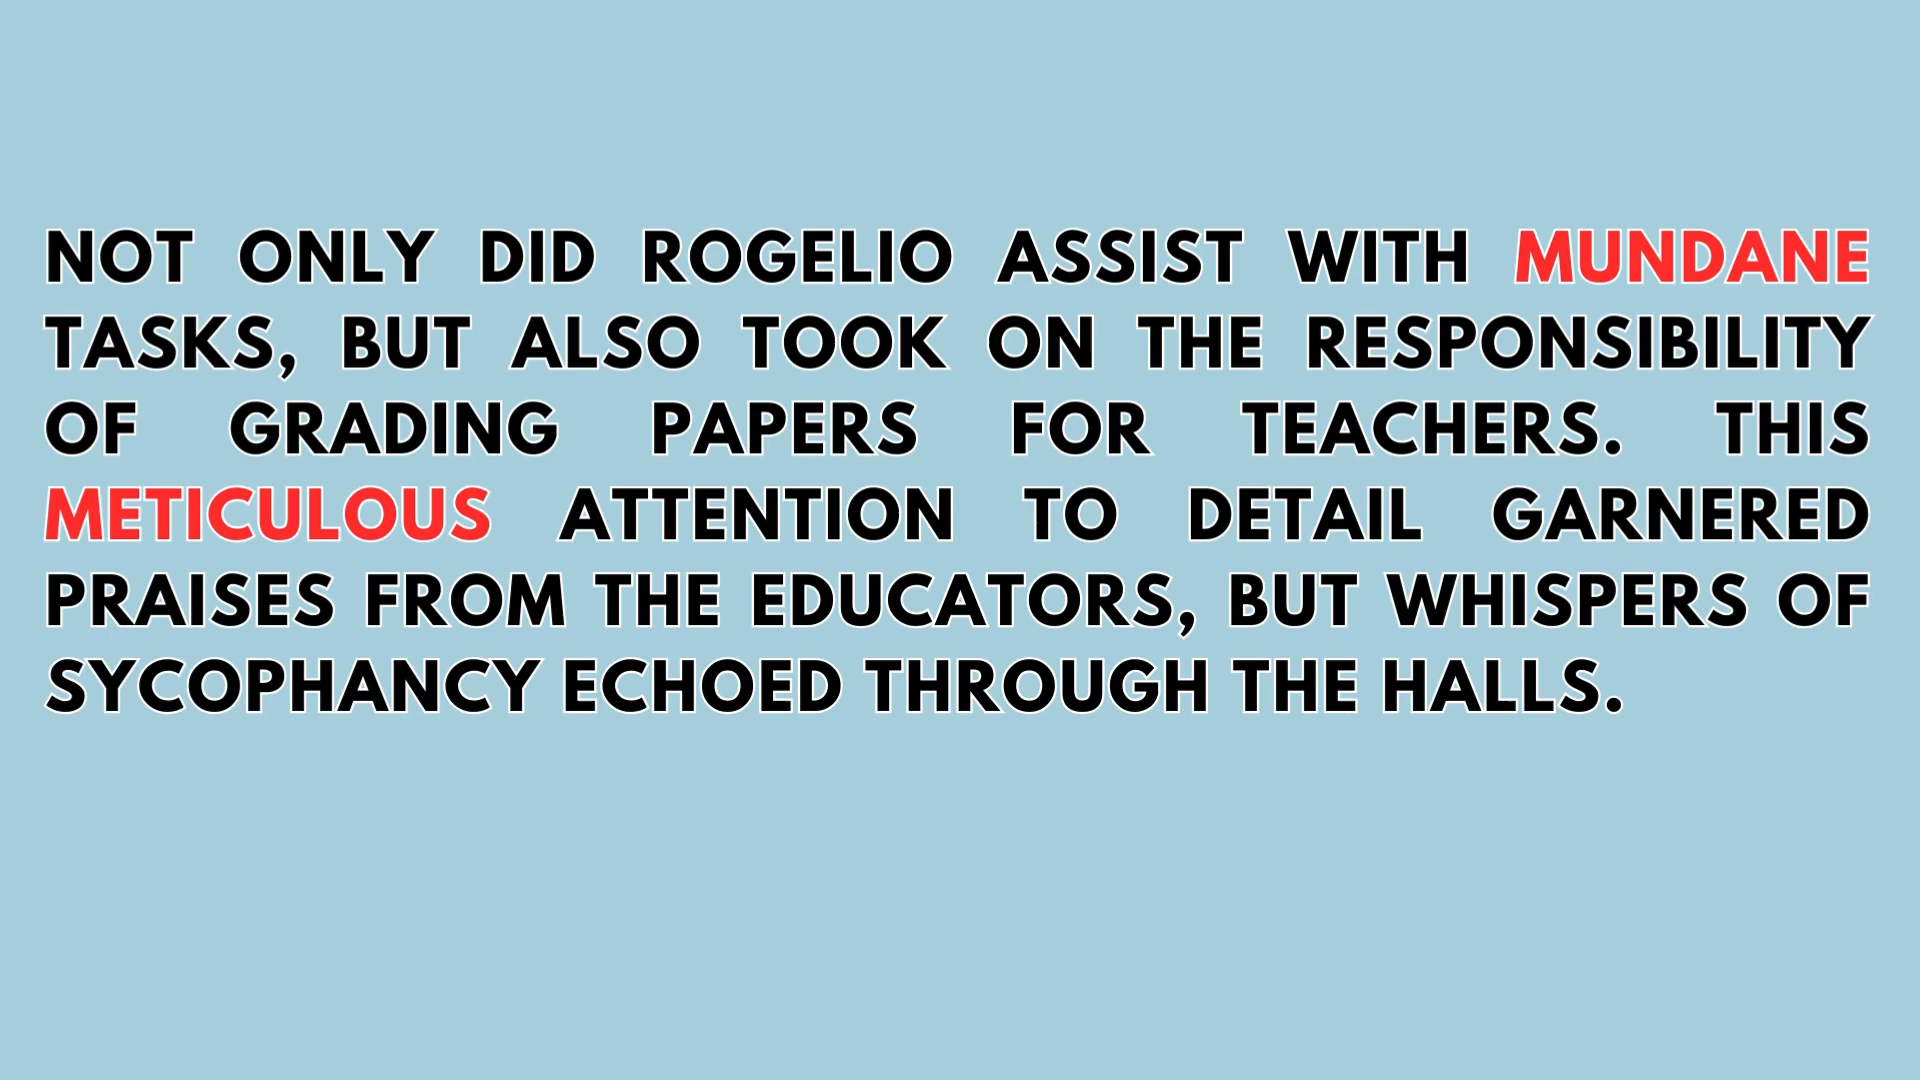 NOT ONLY DID ROGELIO ASSIST WITH MUNDANE
TASKS, BUT ALSO TOOK ON THE RESPONSIBILITY
OF GRADING PAPERS FOR TEACHERS. THIS
METICULOUS ATTENTION TO DETAIL GARNERED
PRAISES FROM THE EDUCATORS, BUT WHISPERS OF
SYCOPHANCY ECHOED THROUGH THE HALLS.